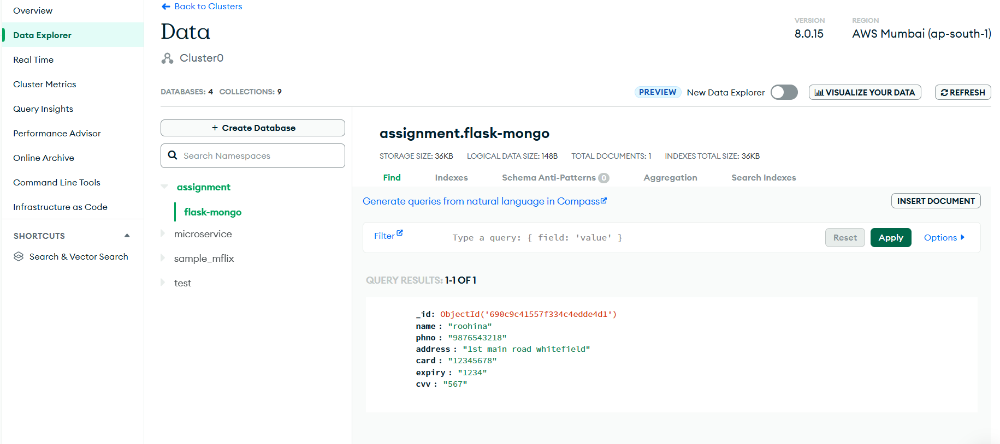 Overview
Data Explorer
Real Time
Cluster Metrics
Query Insights
Performance Advisor
Online Archive
Command Line Tools
Infrastructure as Code
SHORTCUTS
Search & Vector Search
Back to Clusters
Data
Cluster0
VERSION
8.0.15
REGION
AWS Mumbai (ap-south-1)
DATABASES: 4 COLLECTIONS: 9
PREVIEW New Data Explorer VISUALIZE YOUR DATA REFRESH
+ Create Database
Search Namespaces
assignment
flask-mongo
microservice
sample_mflix
test
assignment.flask-mongo
STORAGE SIZE: 36KB LOGICAL DATA SIZE: 148B TOTAL DOCUMENTS: 1 INDEXES TOTAL SIZE: 36KB
Find Indexes Schema Anti-Patterns 0 Aggregation Search Indexes
Generate queries from natural language in Compass
INSERT DOCUMENT
Filter Type a query: { field: 'value' } Reset Apply Options
QUERY RESULTS: 1-1 OF 1
_id: ObjectId('690c9c41557f334c4edde4d1')
name : "roohina"
phno : "9876543218"
address : "1st main road whitefield"
card : "12345678"
expiry : "1234"
cvv : "567"